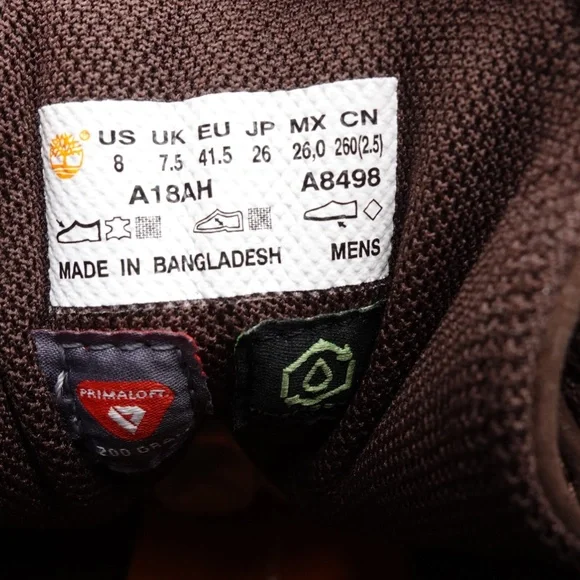 US UK EU JP MX CN
8 7.5 41.5 26 26,0 260(2.5)
A18AH A8498
MADE IN BANGLADESH MENS
PRIMALOFT
200 GRA